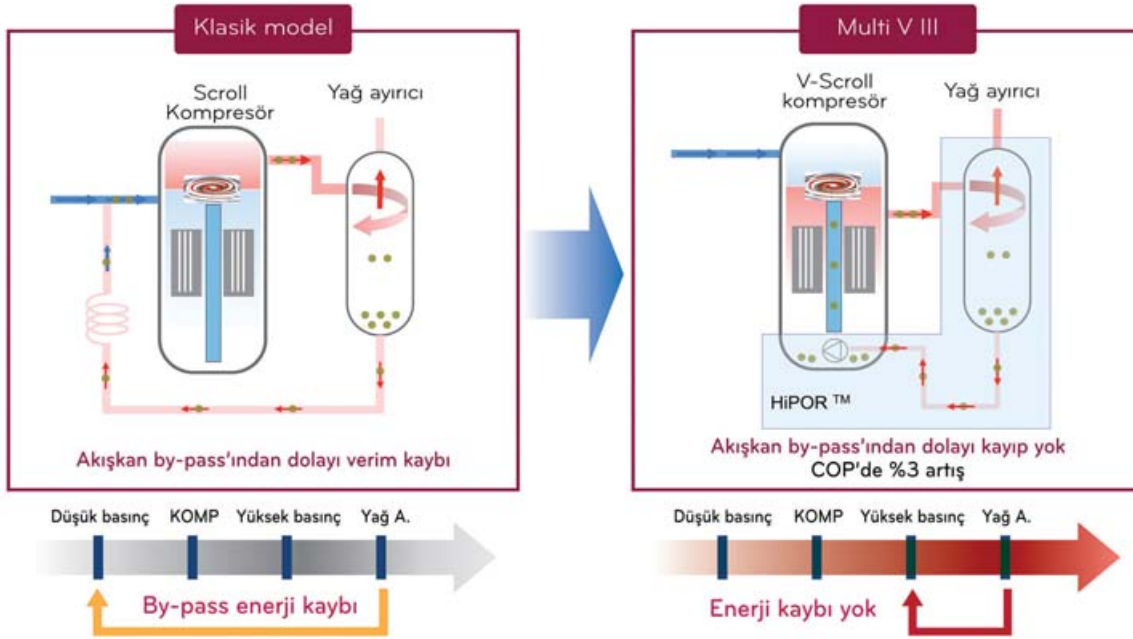 Klasik model
Scroll
Kompresör
Yağ ayırıcı
Akışkan by-pass'ından dolayı verim kaybı
Düşük basınç KOMP Yüksek basınç Yağ A.
By-pass enerji kaybı
Multi V III
V-Scroll
kompresör
Yağ ayırıcı
HiPOR ™
Akışkan by-pass'ından dolayı kayıp yok
COP'de %3 artış
Düşük basınç KOMP Yüksek basınç Yağ A.
Enerji kaybı yok